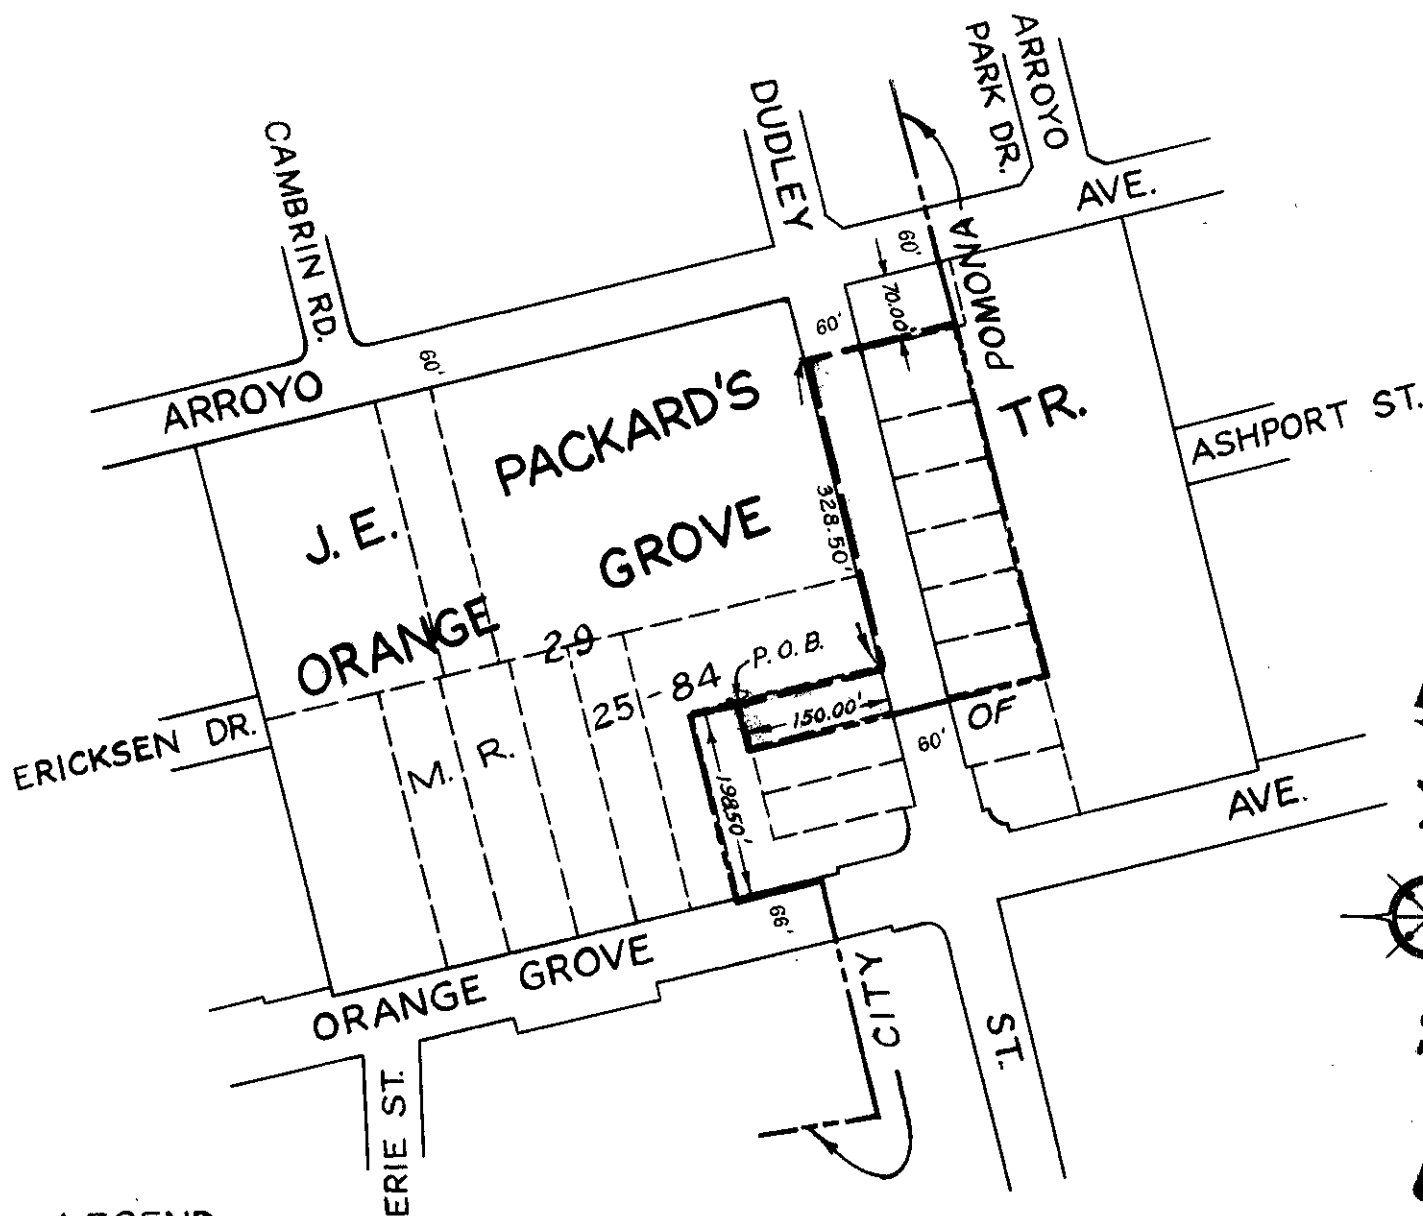 ARROYO
PARK DR.
DUDLEY
CAMBRIN RD.
AVE.
60'
POMONA
70.00'
60'
60'
ARROYO
PACKARD'S
TR.
ASHPORT ST.
J. E.
GROVE
328.50'
ORANGE
29
P. O. B.
25-84
150.00'
OF
60'
ERICKSEN DR.
M. R.
198.50'
AVE.
66'
ORANGE GROVE
CITY
ST.
ERIE ST.
LEGEND